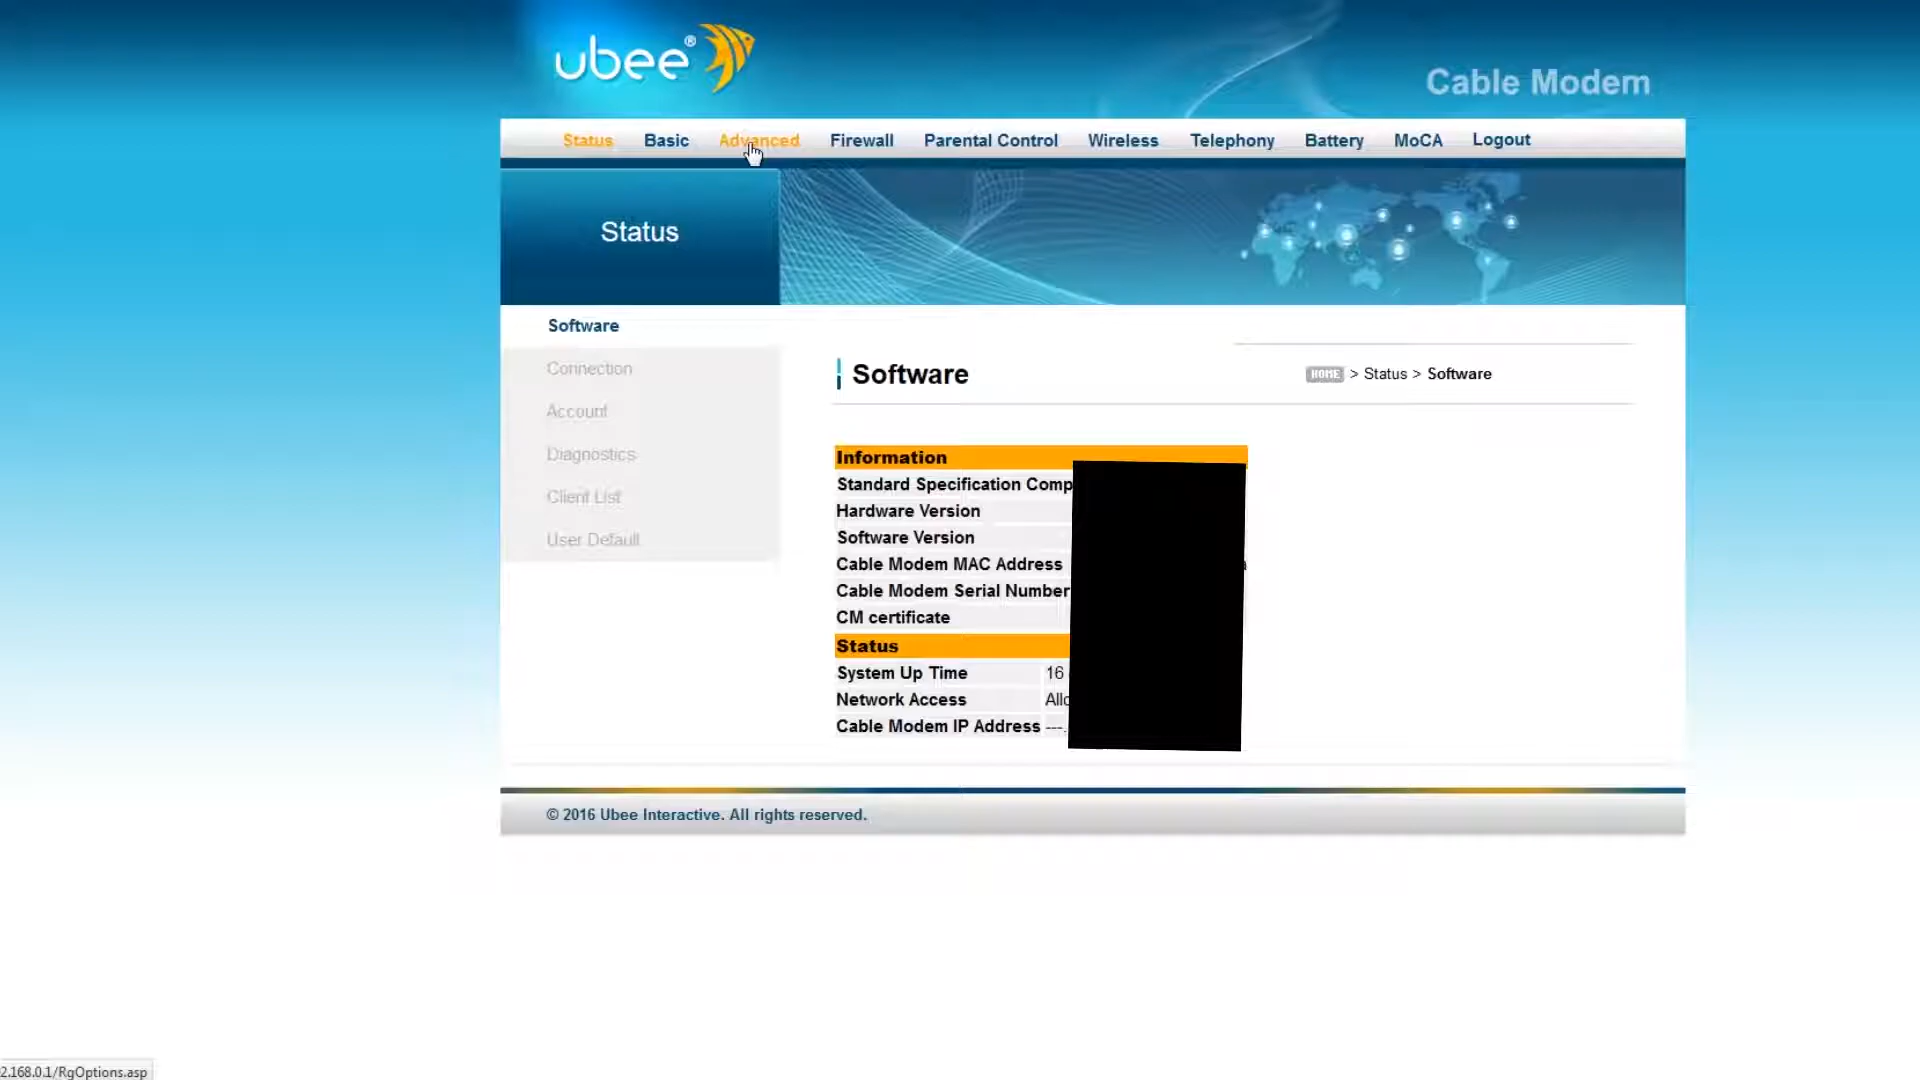 ubee®
Cable Modem
Status Basic Advanced Firewall Parental Control Wireless Telephony Battery MoCA Logout
Status
Software
Connection
Account
Diagnostics
Client List
User Default
Software
HOME > Status > Software
Information
Standard Specification Comp
Hardware Version
Software Version
Cable Modem MAC Address
Cable Modem Serial Number
CM certificate
Status
System Up Time 16
Network Access Allo
Cable Modem IP Address ---.
© 2016 Ubee Interactive. All rights reserved.
2.168.0.1/RgOptions.asp